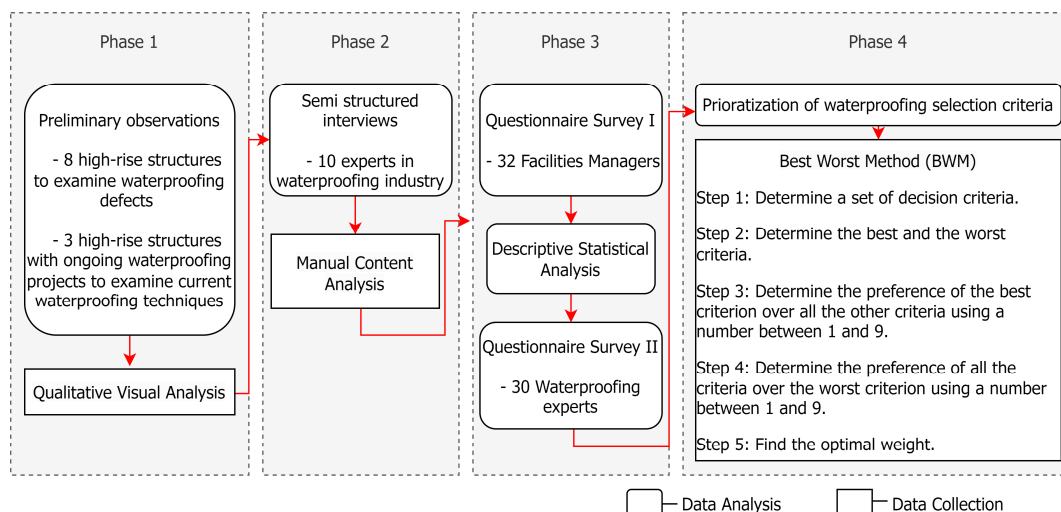 Phase 1
Preliminary observations
- 8 high-rise structures
to examine waterproofing
defects
- 3 high-rise structures
with ongoing waterproofing
projects to examine current
waterproofing techniques
Qualitative Visual Analysis
Phase 2
Semi structured
interviews
- 10 experts in
waterproofing industry
Manual Content
Analysis
Phase 3
Questionnaire Survey I
- 32 Facilities Managers
Descriptive Statistical
Analysis
Questionnaire Survey II
- 30 Waterproofing
experts
Phase 4
Prioratization of waterproofing selection criteria
Best Worst Method (BWM)
Step 1: Determine a set of decision criteria.
Step 2: Determine the best and the worst
criteria.
Step 3: Determine the preference of the best
criterion over all the other criteria using a
number between 1 and 9.
Step 4: Determine the preference of all the
criteria over the worst criterion using a number
between 1 and 9.
Step 5: Find the optimal weight.
Data Analysis
Data Collection